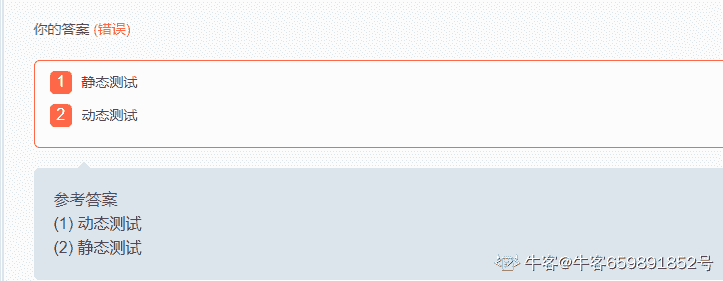 你的答案 (错误)
1 静态测试
2 动态测试
参考答案
(1) 动态测试
(2) 静态测试
牛客@牛客659891852号